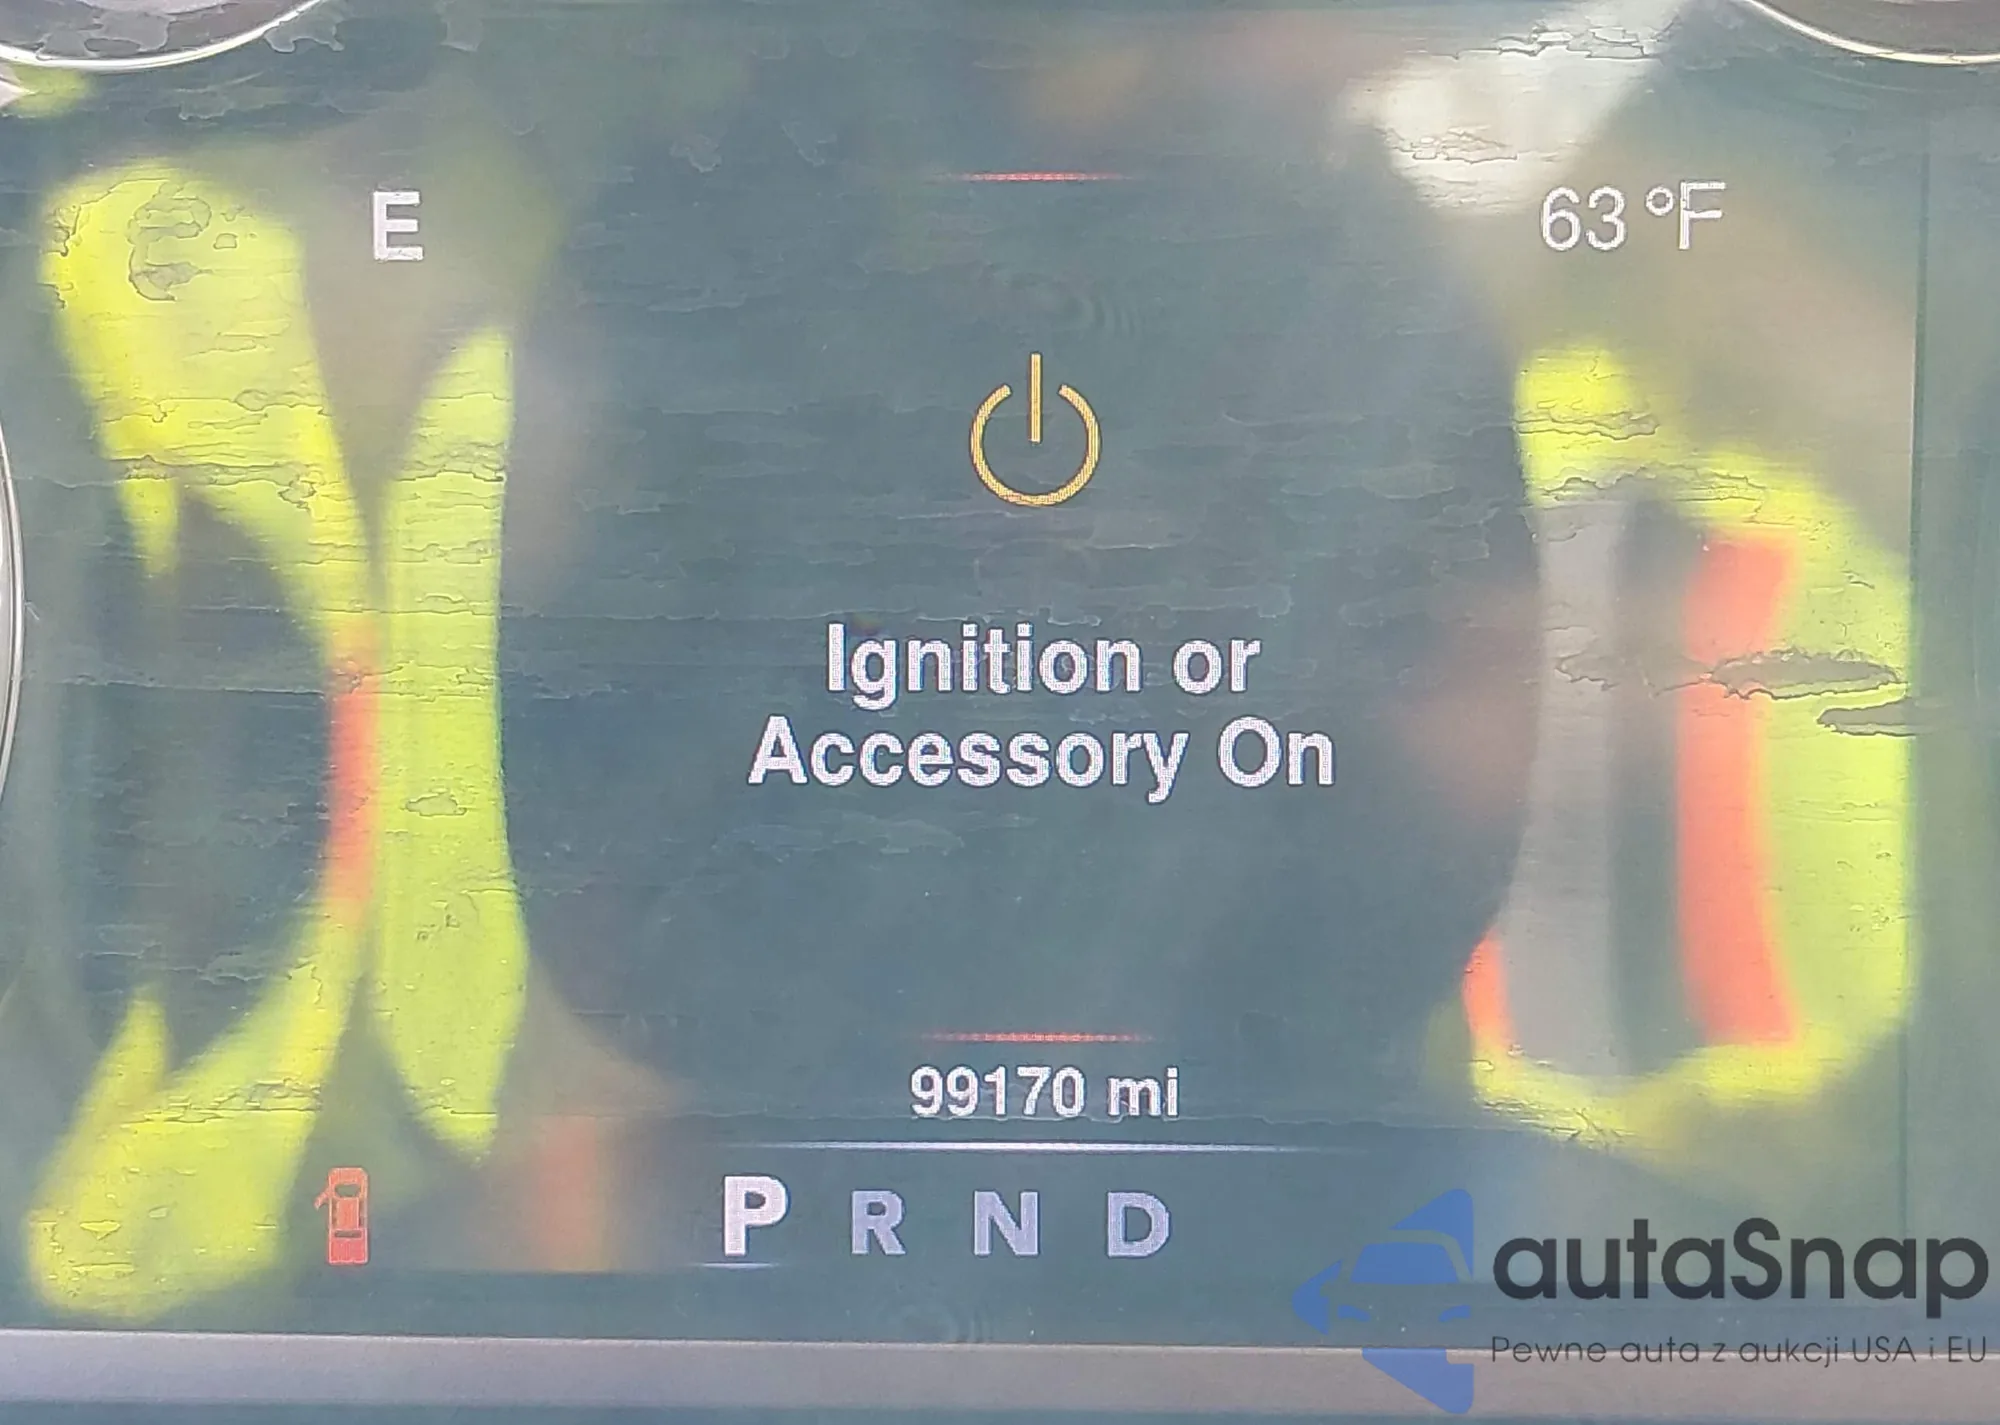 E
63 °F
Ignition or
Accessory On
99170 mi
P R N D
autaSnap
Pewne auta z aukcji USA i EU